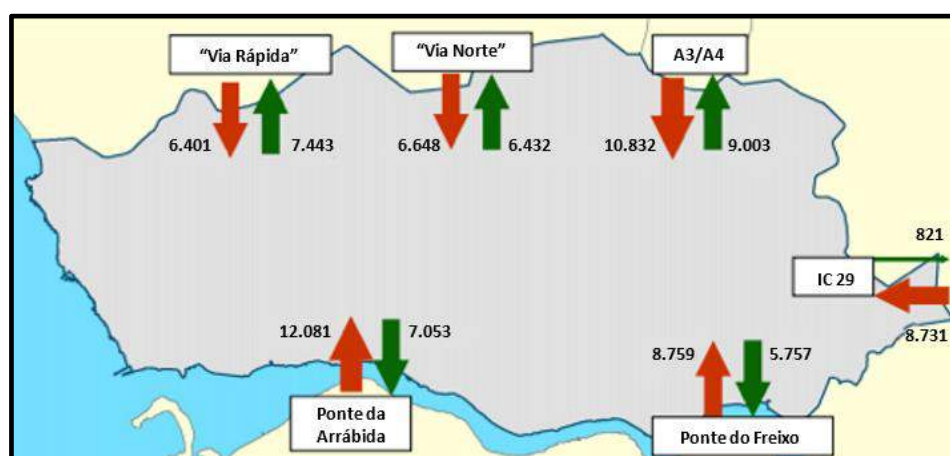 “Via Rápida”
“Via Norte”
A3/A4
6.401
7.443
6.648
6.432
10.832
9.003
821
IC 29
8.731
12.081
7.053
8.759
5.757
Ponte da
Arrábida
Ponte do Freixo